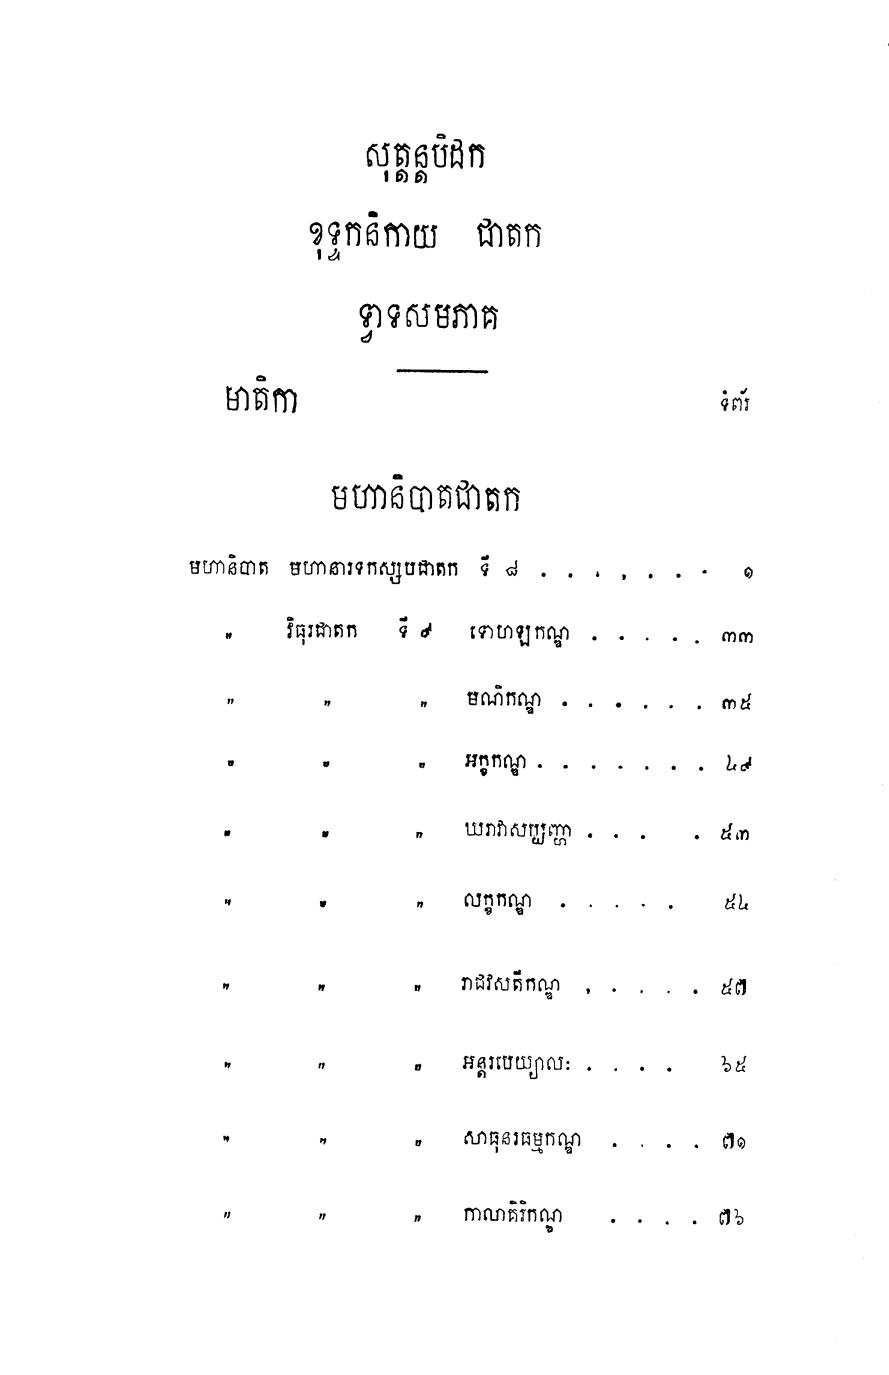 សុត្តន្តបិដក
ខុទ្ទកនិកាយ ជាតក
ទ្វាទសមភាគ
មាតិកា ទំព័រ
មហានិបាតជាតក
មហានិបាត មហានារទកស្សបជាតក ទី ៨ . . . , . . . . ១
" វិធុរជាតក ទី ៩ ទោហឡកណ្ឌ . . . . . ៣៣
" " " មណិកណ្ឌ . . . . . . ៣៥
" " " អក្ខកណ្ឌ . . . . . . . ៤៩
" " " ឃរាវាសប្បញ្ហា . . . . ៥៣
" " " លក្ខកណ្ឌ . . . . . ៥៤
" " " រាជវសតីកណ្ឌ , . . . . ៥៧
" " " អន្តរបេយ្យាលៈ . . . . ៦៥
" " " សាធុនរធម្មកណ្ឌ . . . . ៧១
" " " កាលាគិរីកណ្ឌ . . . . ៧៦